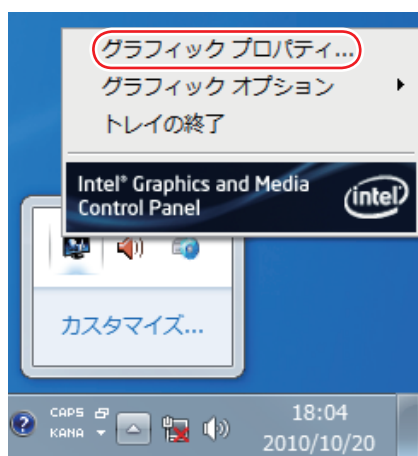 グラフィック プロパティ...
グラフィック オプション
トレイの終了
Intel® Graphics and Media
Control Panel
intel
カスタマイズ...
CAPS
KANA
18:04
2010/10/20